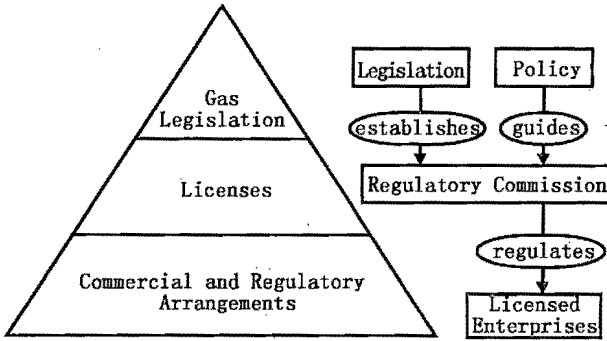 Gas
Legislation
Licenses
Commercial and Regulatory
Arrangements
Legislation
Policy
establishes
guides
Regulatory Commission
regulates
Licensed
Enterprises